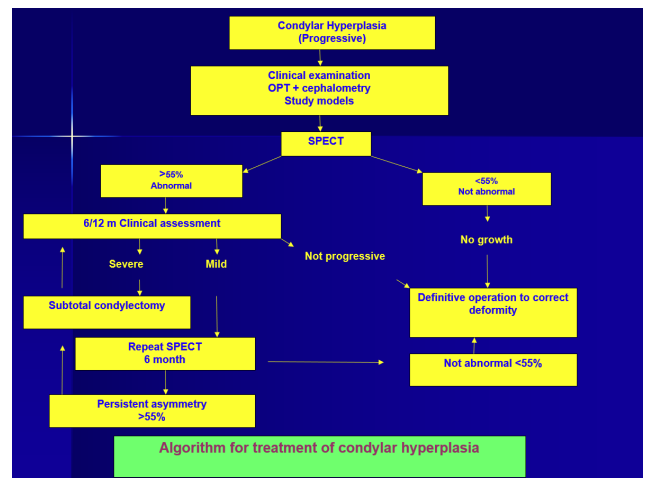 Condylar Hyperplasia
(Progressive)
Clinical examination
OPT + cephalometry
Study models
SPECT
>55%
Abnormal
<55%
Not abnormal
6/12 m Clinical assessment
No growth
Not progressive
Severe
Mild
Subtotal condylectomy
Definitive operation to correct
deformity
Repeat SPECT
6 month
Not abnormal <55%
Persistent asymmetry
>55%
Algorithm for treatment of condylar hyperplasia